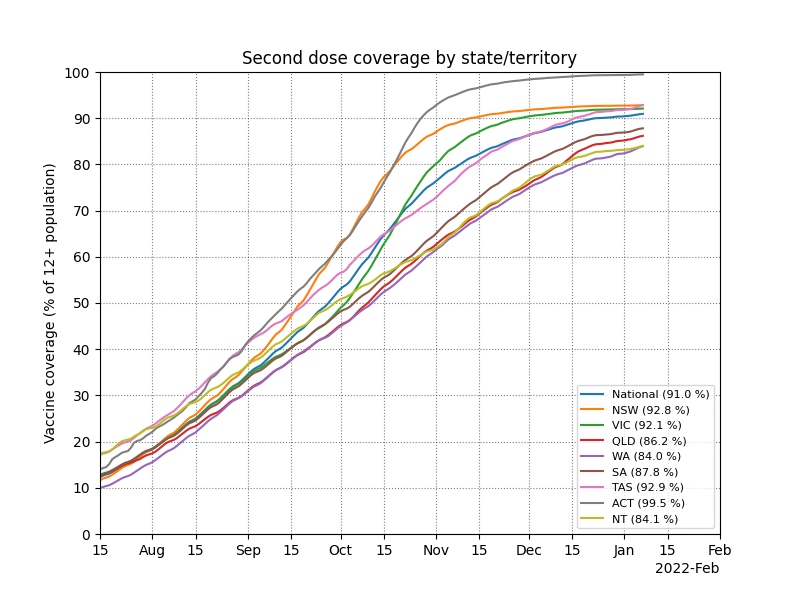 Second dose coverage by state/territory
Vaccine coverage (% of 12+ population)
100
90
80
70
60
50
40
30
20
10
0
National (91.0 %)
NSW (92.8 %)
VIC (92.1 %)
QLD (86.2 %)
WA (84.0 %)
SA (87.8 %)
TAS (92.9 %)
ACT (99.5 %)
NT (84.1 %)
15 Aug 15 Sep 15 Oct 15 Nov 15 Dec 15 Jan 15 Feb
2022-Feb